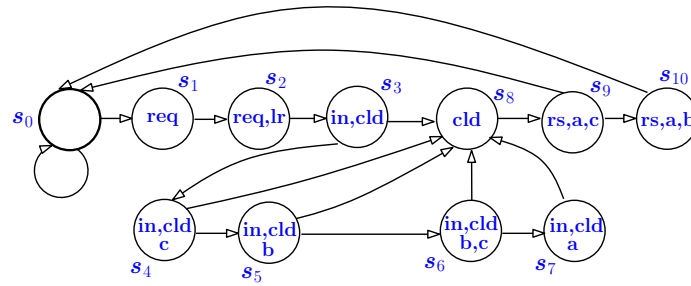 s₀
s₁
req
s₂
req,lr
s₃
in,cld
s₈
cld
s₉
rs,a,c
s₁₀
rs,a,b
in,cld
c
s₄
in,cld
b
s₅
in,cld
b,c
s₆
in,cld
a
s₇